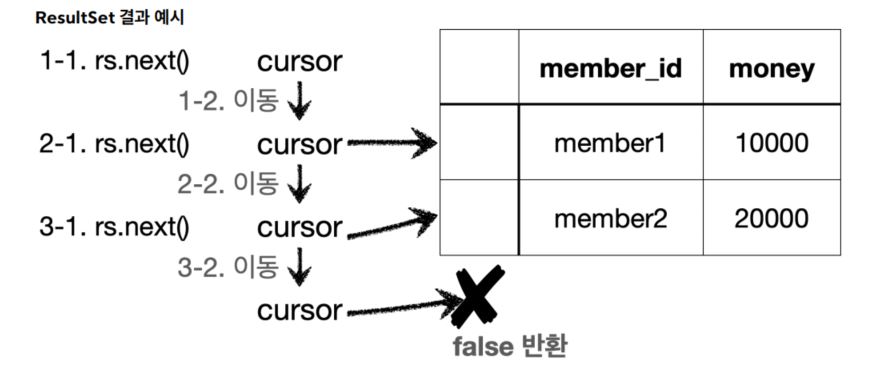 ResultSet 결과 예시
1-1. rs.next() cursor
1-2. 이동
2-1. rs.next() cursor
2-2. 이동
3-1. rs.next() cursor
3-2. 이동
cursor
false 반환
member_id money
member1 10000
member2 20000